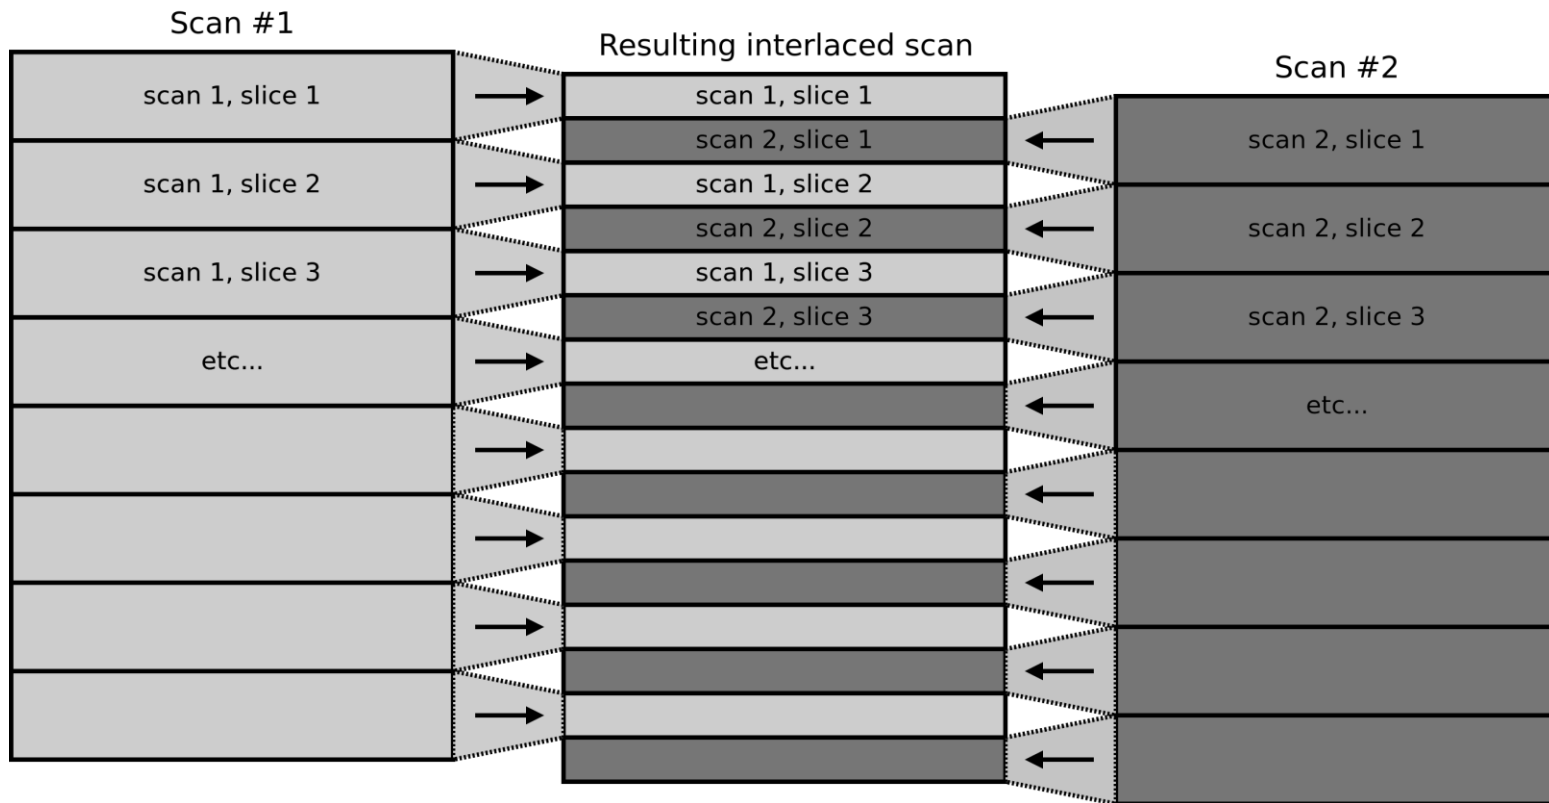 Scan #1
scan 1, slice 1
scan 1, slice 2
scan 1, slice 3
etc...
Resulting interlaced scan
scan 1, slice 1
scan 2, slice 1
scan 1, slice 2
scan 2, slice 2
scan 1, slice 3
scan 2, slice 3
etc...
Scan #2
scan 2, slice 1
scan 2, slice 2
scan 2, slice 3
etc...